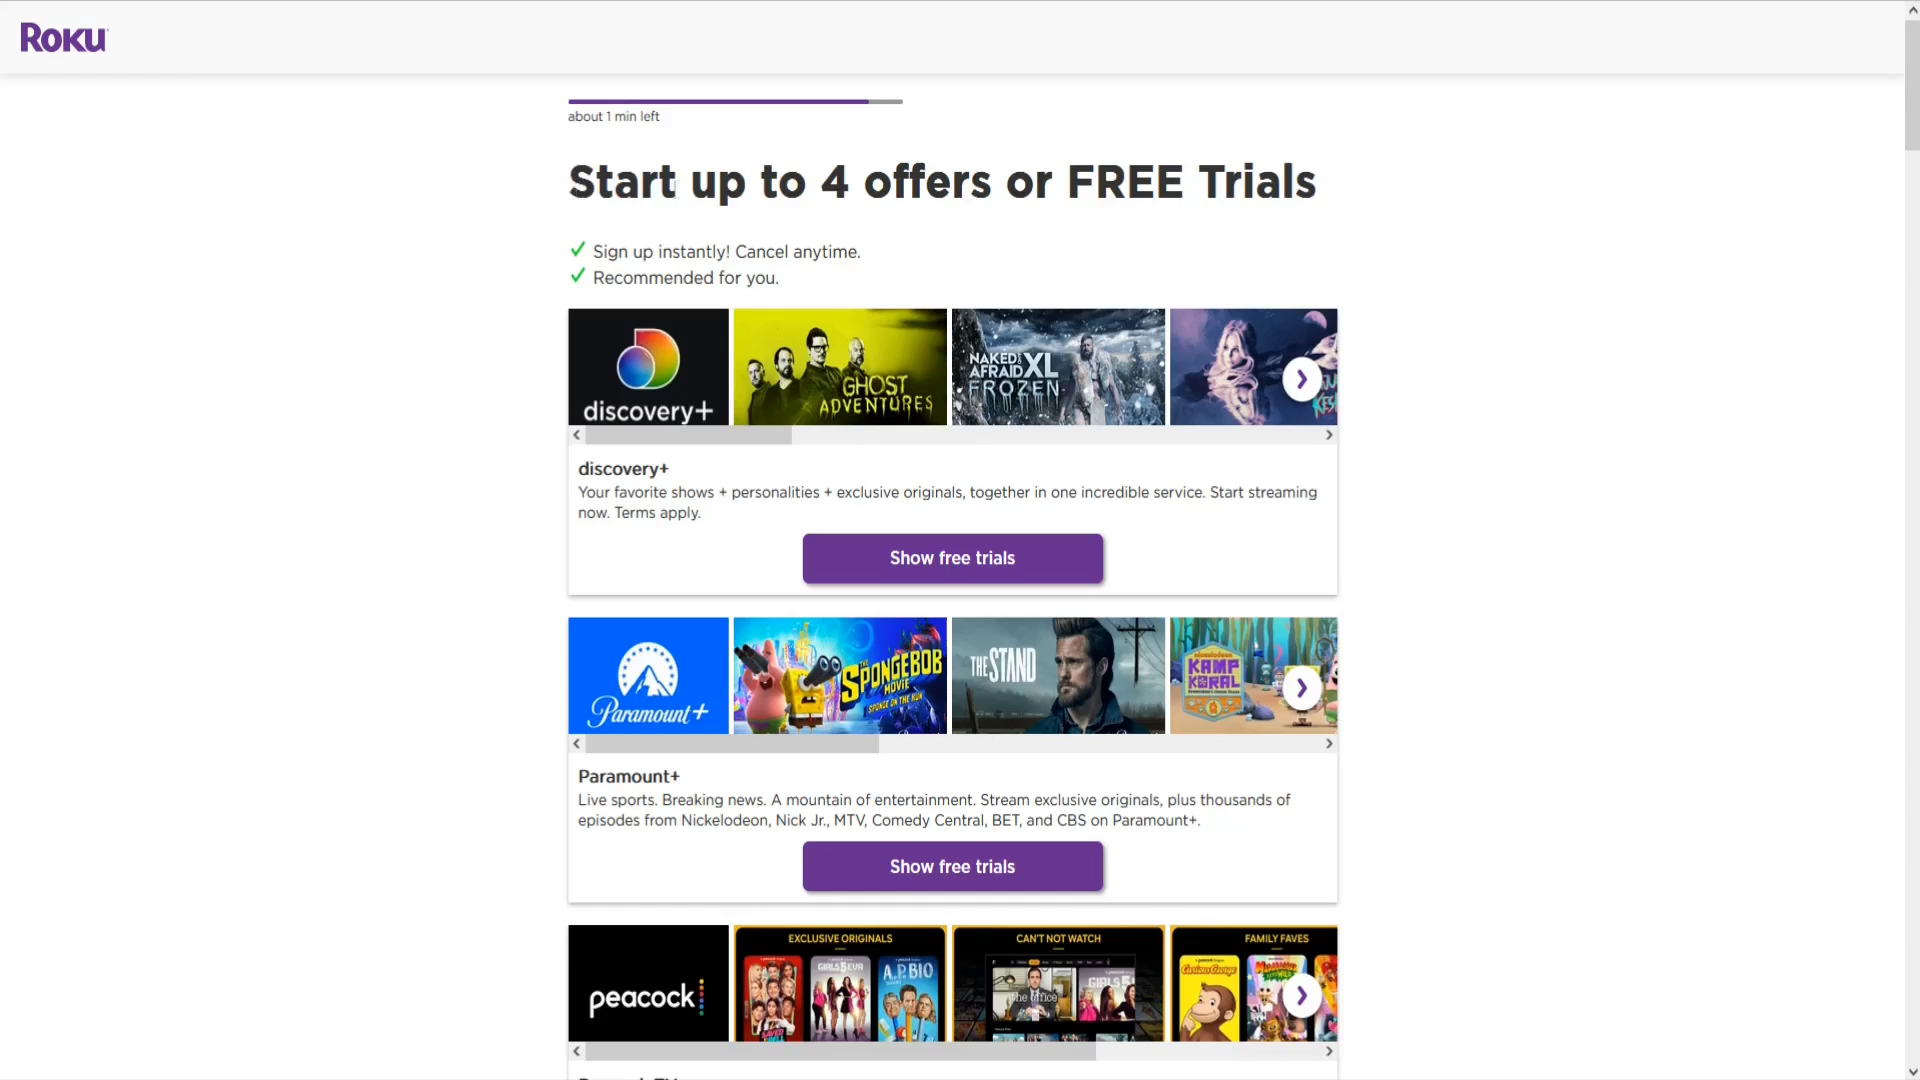 ROKU
about 1 min left
Start up to 4 offers or FREE Trials
Sign up instantly! Cancel anytime.
Recommended for you.
discovery+
GHOST
ADVENTURES
NAKED AND
AFRAID XL
FROZEN
discovery+
Your favorite shows + personalities + exclusive originals, together in one incredible service. Start streaming
now. Terms apply.
Show free trials
Paramount+
THE
SPONGEBOB
MOVIE
SPONGE ON THE RUN
THE STAND
nickelodeon
KAMP
KORAL
Paramount+
Live sports. Breaking news. A mountain of entertainment. Stream exclusive originals, plus thousands of
episodes from Nickelodeon, Nick Jr., MTV, Comedy Central, BET, and CBS on Paramount+.
Show free trials
peacock
EXCLUSIVE ORIGINALS
GIRLS5EVA
A.P. BIO
CAN'T NOT WATCH
the office
GIRLS5
FAMILY FAVES
Curious George